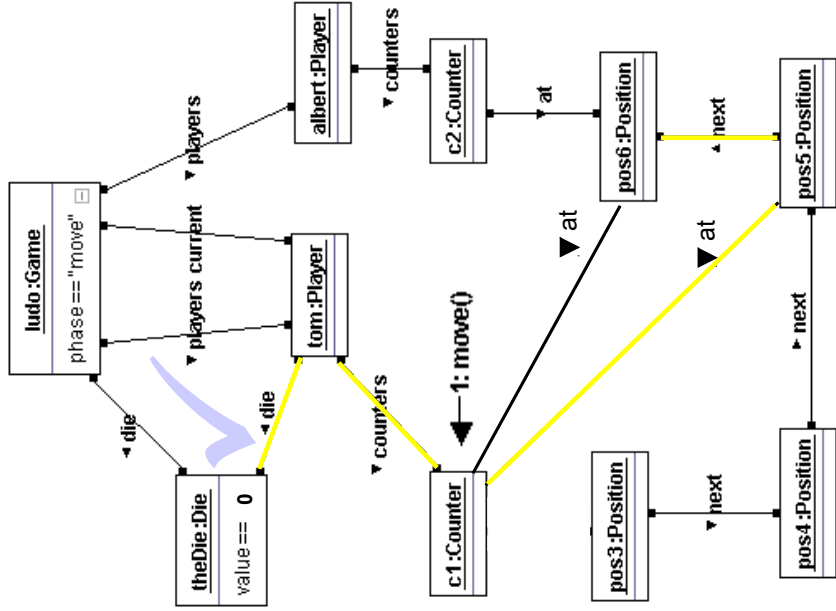 ludo :Game
phase == "move"
players
players
current
die
theDie :Die
value == 0
die
tom :Player
albert :Player
counters
counters
c1 :Counter
1: move()
c2 :Counter
at
at
at
pos6 :Position
next
pos5 :Position
next
pos4 :Position
next
pos3 :Position